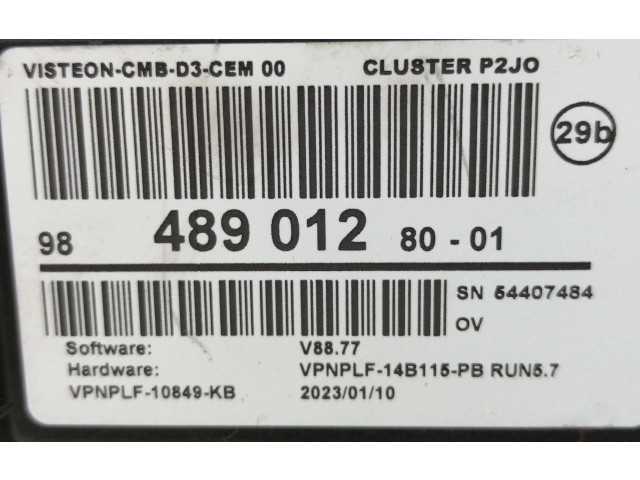 VISTEON-CMB-D3-CEM 00 CLUSTER P2JO
29b
98 489 012 80 - 01
SN 54407484
OV
Software: V88.77
Hardware: VPNPLF-14B115-PB RUN5.7
VPNPLF-10849-KB 2023/01/10